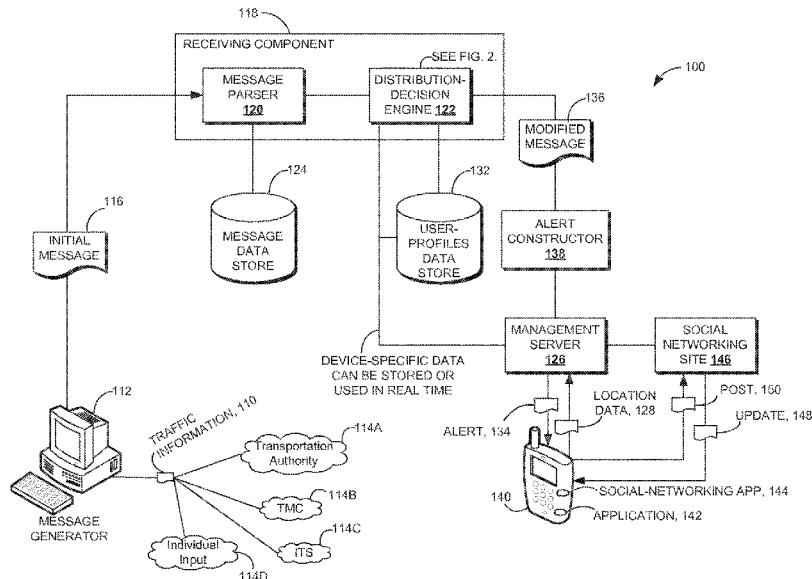 118
RECEIVING COMPONENT
SEE FIG. 2.
MESSAGE
PARSER
120
DISTRIBUTION-
DECISION
ENGINE 122
100
136
MODIFIED
MESSAGE
124
132
116
INITIAL
MESSAGE
MESSAGE
DATA
STORE
USER-
PROFILES
DATA
STORE
ALERT
CONSTRUCTOR
138
MANAGEMENT
SERVER
126
SOCIAL
NETWORKING
SITE 146
DEVICE-SPECIFIC DATA
CAN BE STORED OR
USED IN REAL TIME
112
TRAFFIC
INFORMATION, 110
ALERT, 134
LOCATION
DATA, 128
POST, 150
UPDATE, 148
114A
Transportation
Authority
114B
TMC
114C
ITS
Individual
Input
114D
MESSAGE
GENERATOR
140
SOCIAL-NETWORKING APP, 144
APPLICATION, 142